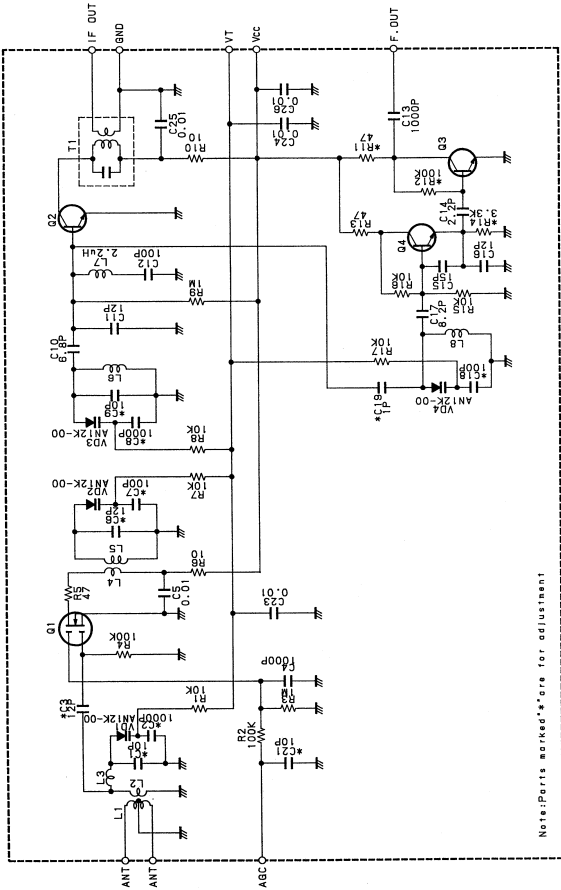 IF OUT
GND
VT
Vcc
F.OUT
T1
C25
0.01
R10
10
C26
0.01
C24
0.01
C13
1000P
*R11
47
*R12
100K
Q3
Q2
L7
2.2uH
C12
100P
R9
1M
C11
12P
C10
6.8P
R13
47
Q4
C14
2.2P
*R14
3.3K
R16
10K
C15
15P
C16
12P
R15
10K
C17
8.2P
R17
10K
L8
*C18
100P
VD4
AN12K-00
*C19
1P
L6
*C9
10P
VD3
AN12K-00
*C8
1000P
R8
10K
R7
10K
VD2
AN12K-00
*C7
100P
*C6
12P
L5
L4
R6
10
C5
0.01
R5
47
Q1
R4
100K
C23
0.01
*C3
12P
VD1
AN12K-00
*C2
1000P
*C1
10P
L3
L2
L1
R1
10K
C4
1000P
R3
1M
R2
100K
*C21
10P
ANT
ANT
AGC
Note:Parts marked"*"are for adjustment